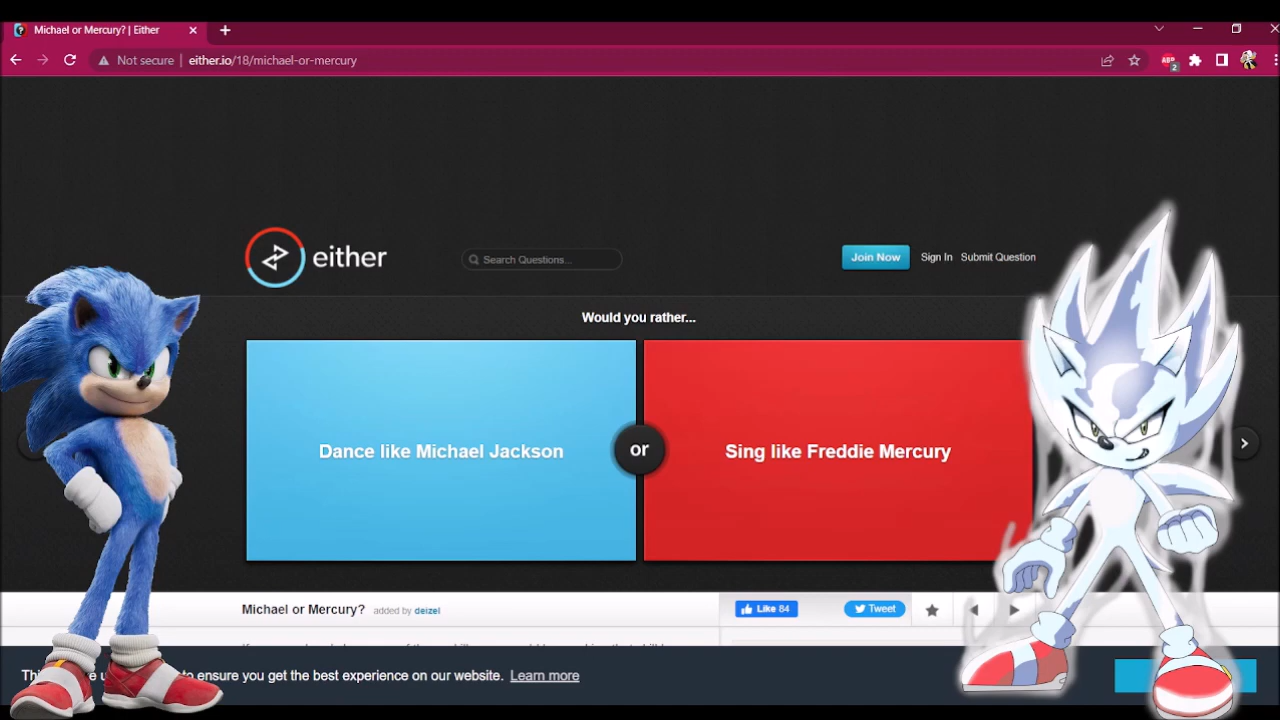 Michael or Mercury? | Either
Not secure
either.io/18/michael-or-mercury
ABP
2
either
Search Questions...
Join Now
Sign In
Submit Question
Would you rather...
Dance like Michael Jackson
or
Sing like Freddie Mercury
Michael or Mercury?
added by deizel
Like 84
Tweet
to ensure you get the best experience on our website. Learn more